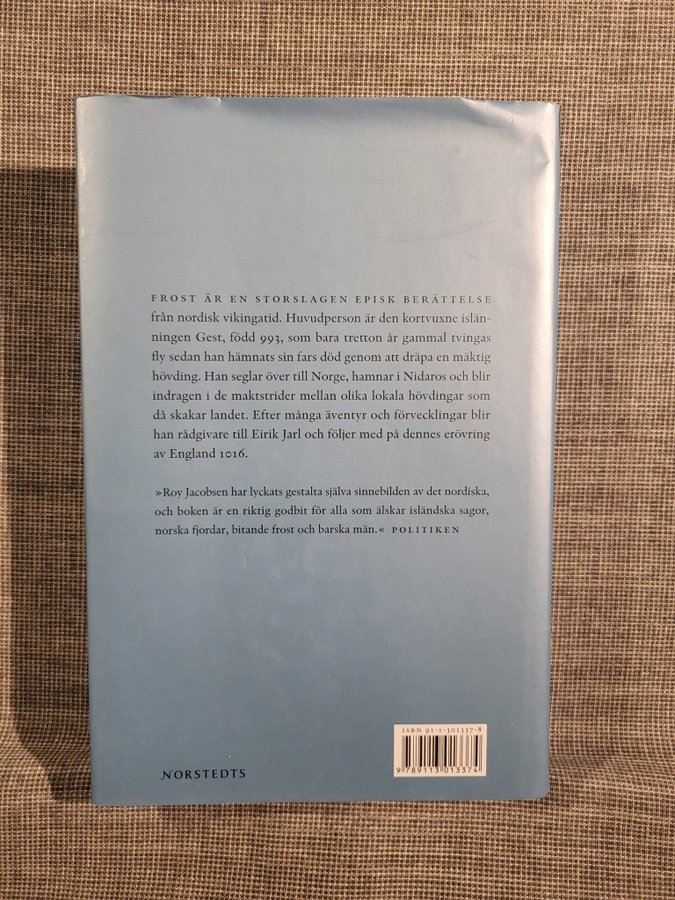 FROST ÄR EN STORSLAGEN EPISK BERÄTTELSE
från nordisk vikingatid. Huvudperson är den kortvuxne islän-
ningen Gest, född 993, som bara tretton år gammal tvingas
fly sedan han hämnats sin fars död genom att dräpa en mäktig
hövding. Han seglar över till Norge, hamnar i Nidaros och blir
indragen i de maktstrider mellan olika lokala hövdingar som
då skakar landet. Efter många äventyr och förvecklingar blir
han rådgivare till Eirik Jarl och följer med på dennes erövring
av England 1016.
»Roy Jacobsen har lyckats gestalta själva sinnebilden av det nordiska,
och boken är en riktig godbit för alla som älskar isländska sagor,
norska fjordar, bitande frost och barska män.« POLITIKEN
ISBN 91-1-301337-8
9 789113 013374
NORSTEDTS